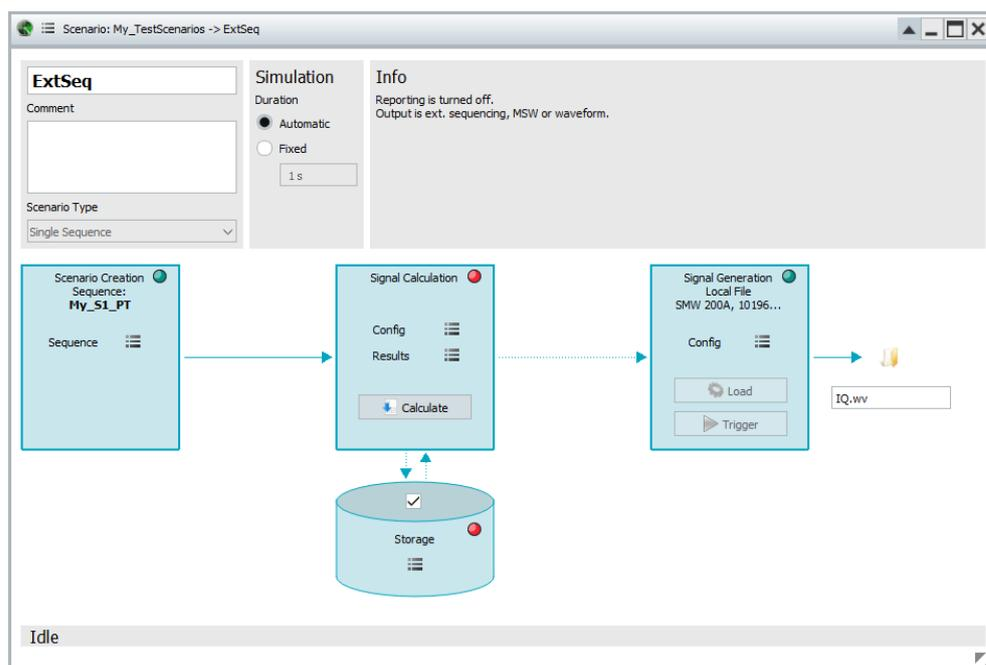 Scenario: My_TestScenarios -> ExtSeq
ExtSeq
Comment
Scenario Type
Single Sequence
Simulation
Duration
Automatic
Fixed
1 s
Info
Reporting is turned off.
Output is ext. sequencing, MSW or waveform.
Scenario Creation
Sequence:
My_S1_PT
Sequence
Signal Calculation
Config
Results
Calculate
Storage
Signal Generation
Local File
SMW 200A, 10196...
Config
Load
Trigger
IQ.wv
Idle